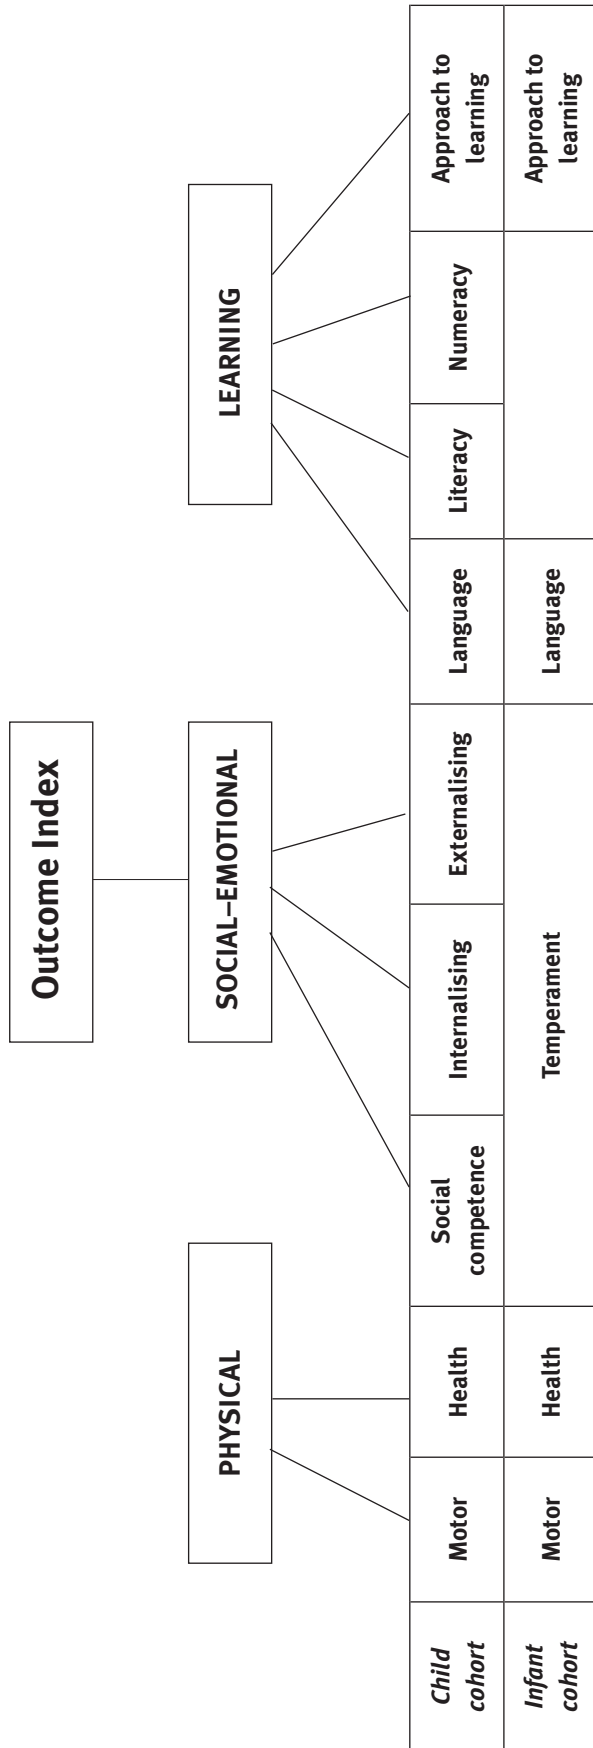 Outcome Index
PHYSICAL
SOCIAL–EMOTIONAL
LEARNING
Child
cohort
Motor
Health
Social
competence
Internalising
Externalising
Language
Literacy
Numeracy
Approach to
learning
Infant
cohort
Motor
Health
Temperament
Language
Approach to
learning